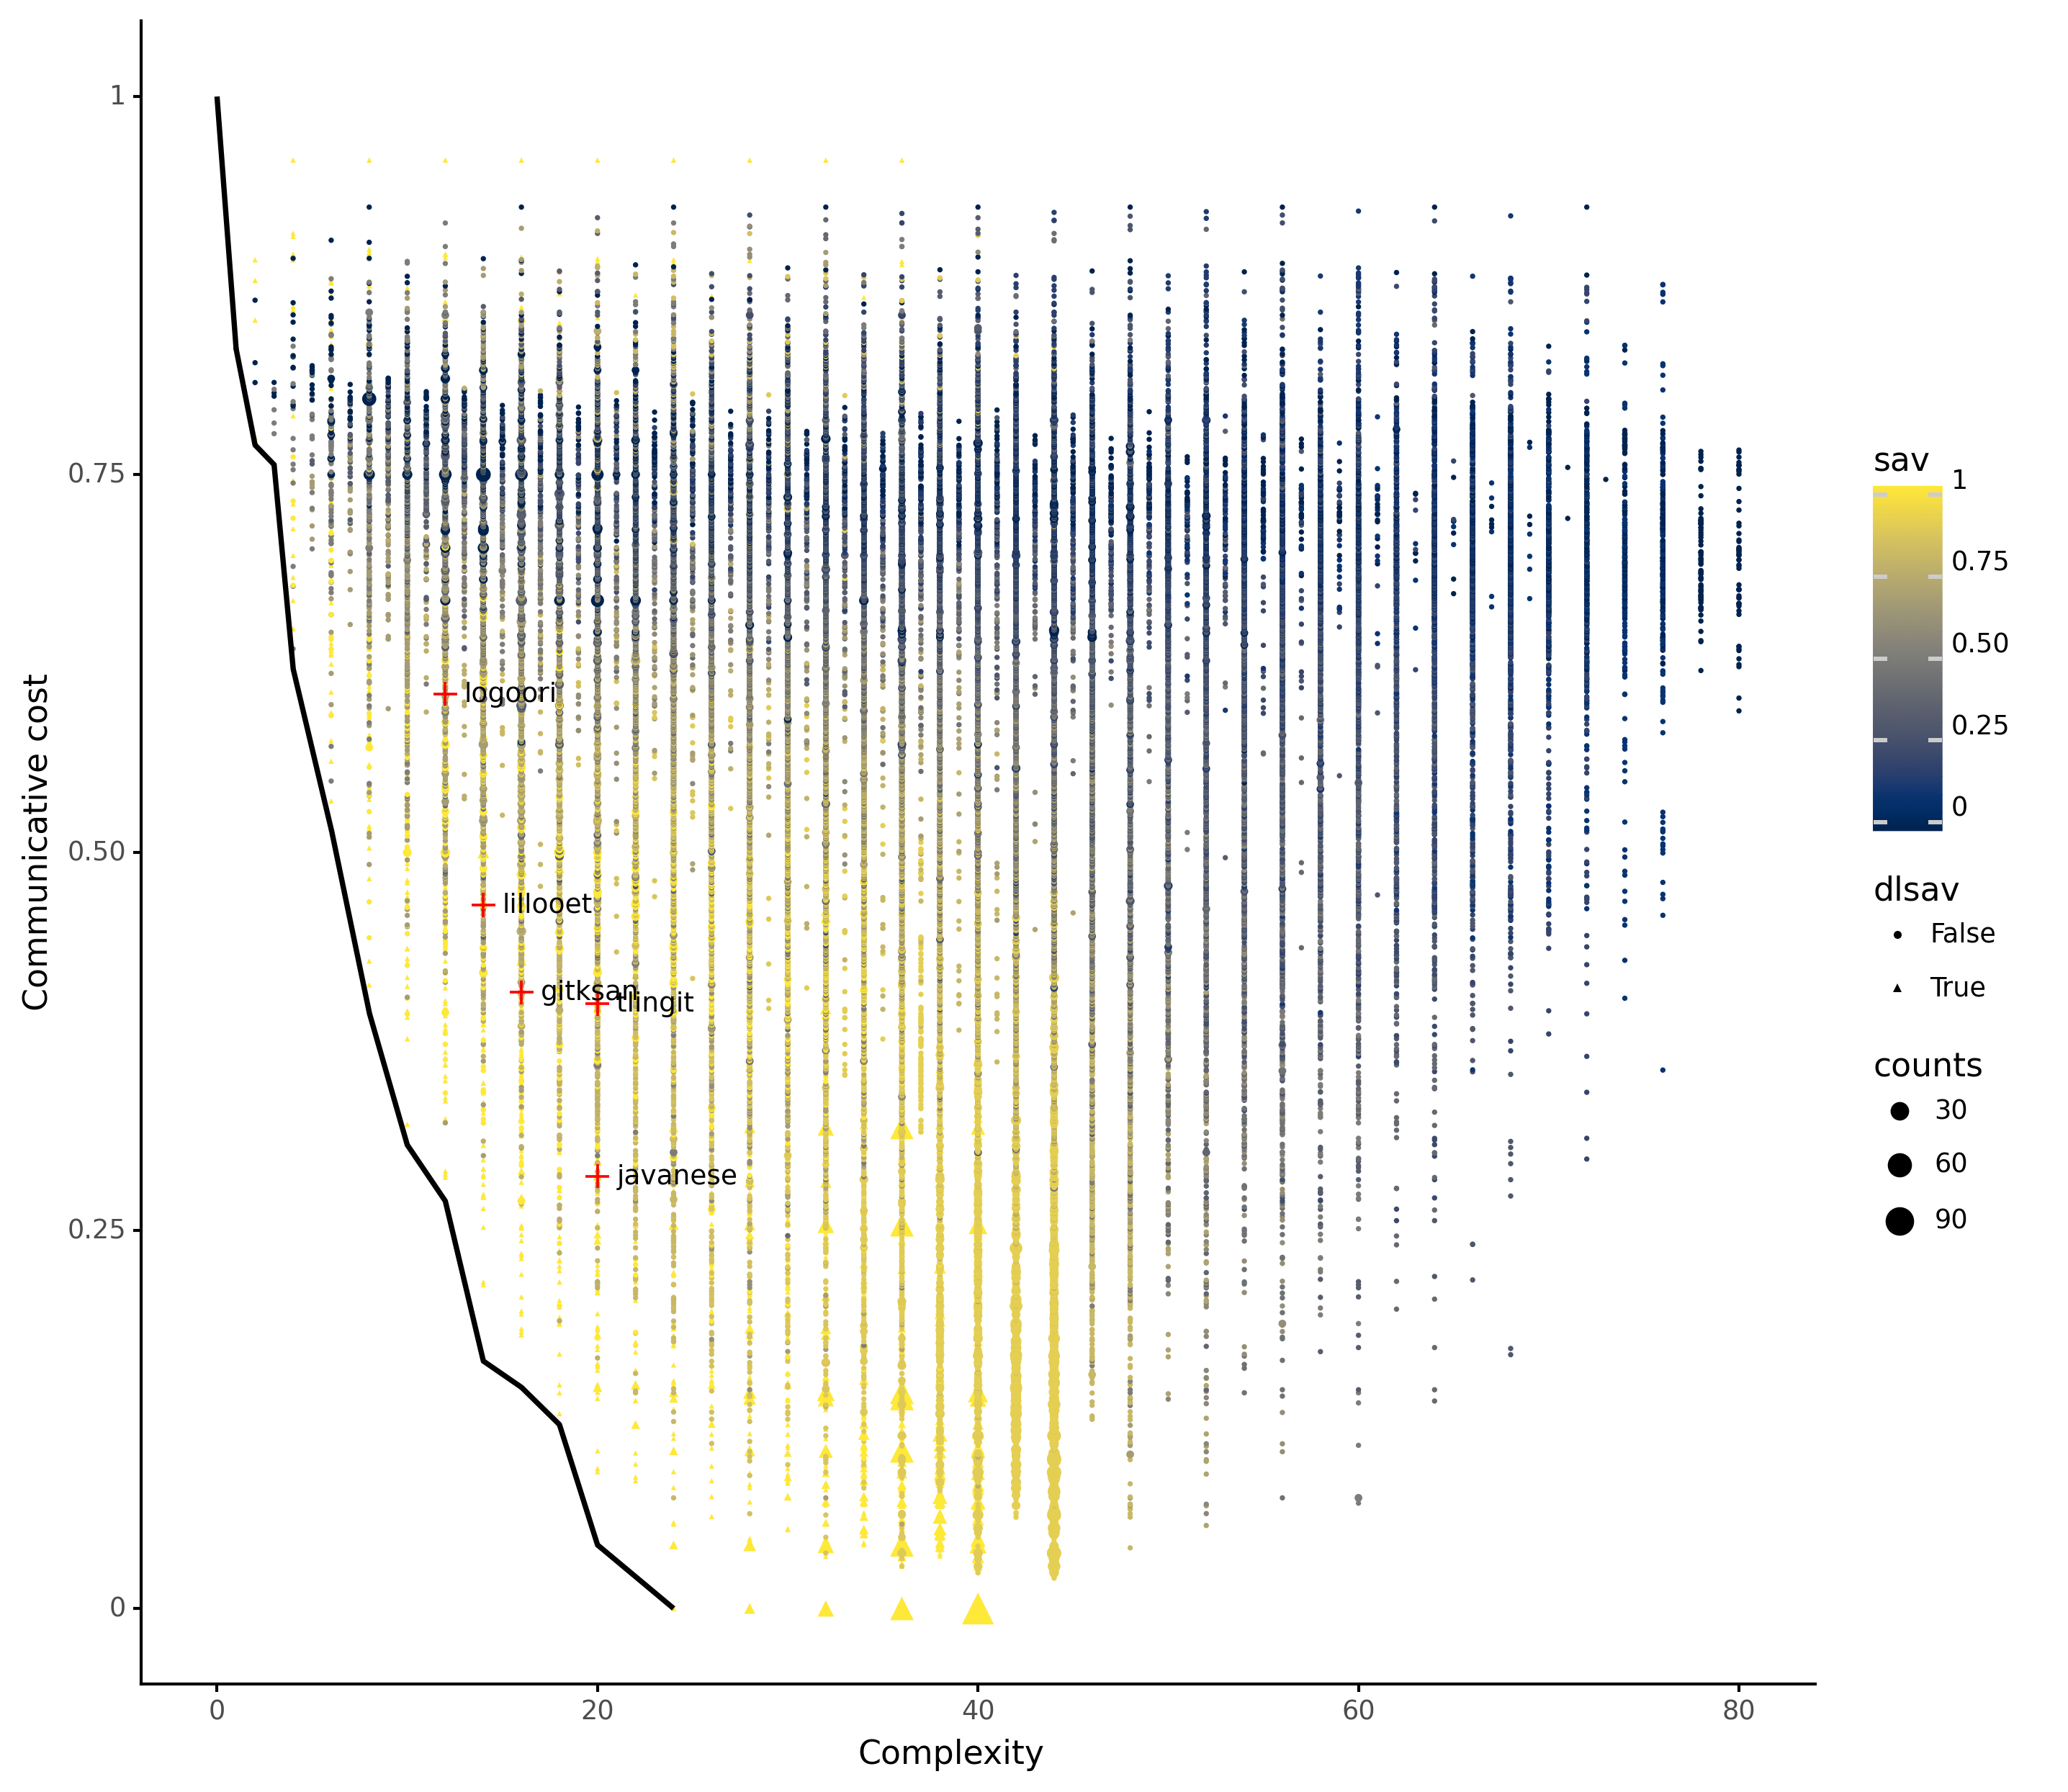 1
0.75
0.50
0.25
0
Communicative cost
0
20
40
60
80
Complexity
logoori
lillooet
gitksan
tlingit
javanese
sav
1
0.75
0.50
0.25
0
dlsav
False
True
counts
30
60
90